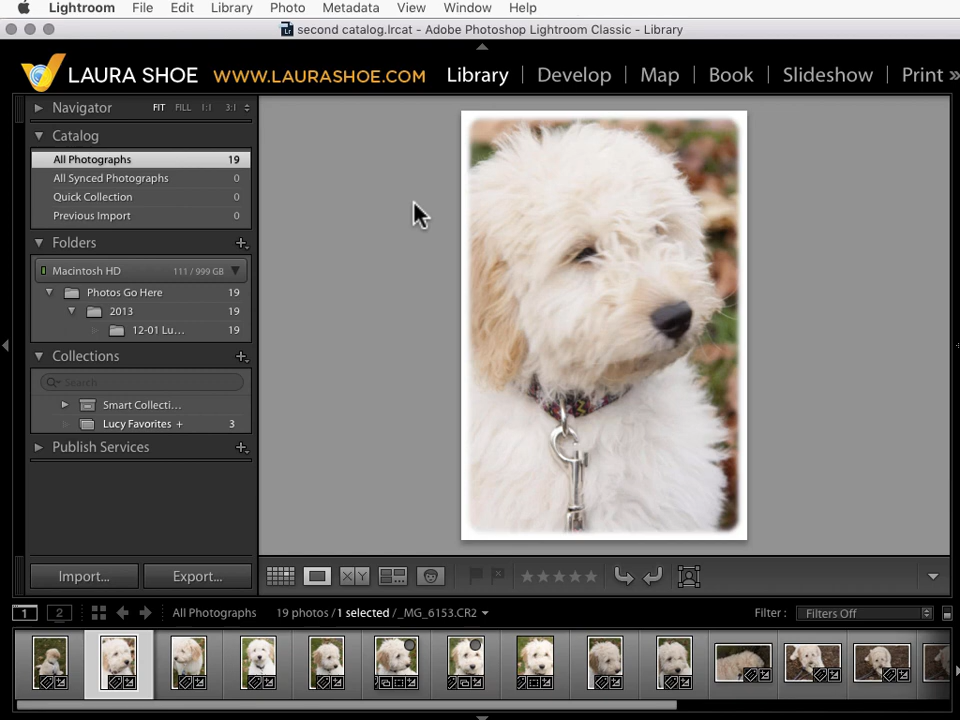 Lightroom File Edit Library Photo Metadata View Window Help
second catalog.lrcat - Adobe Photoshop Lightroom Classic - Library
LAURA SHOE WWW.LAURASHOE.COM Library | Develop | Map | Book | Slideshow | Print »
Navigator FIT FILL 1:1 3:1
Catalog
All Photographs 19
All Synced Photographs 0
Quick Collection 0
Previous Import 0
Folders +
Macintosh HD 111 / 999 GB
Photos Go Here 19
2013 19
12-01 Lu... 19
Collections +
Search
Smart Collecti...
Lucy Favorites + 3
Publish Services +
Import... Export...
X Y
1 2 All Photographs 19 photos / 1 selected / _MG_6153.CR2 Filter : Filters Off